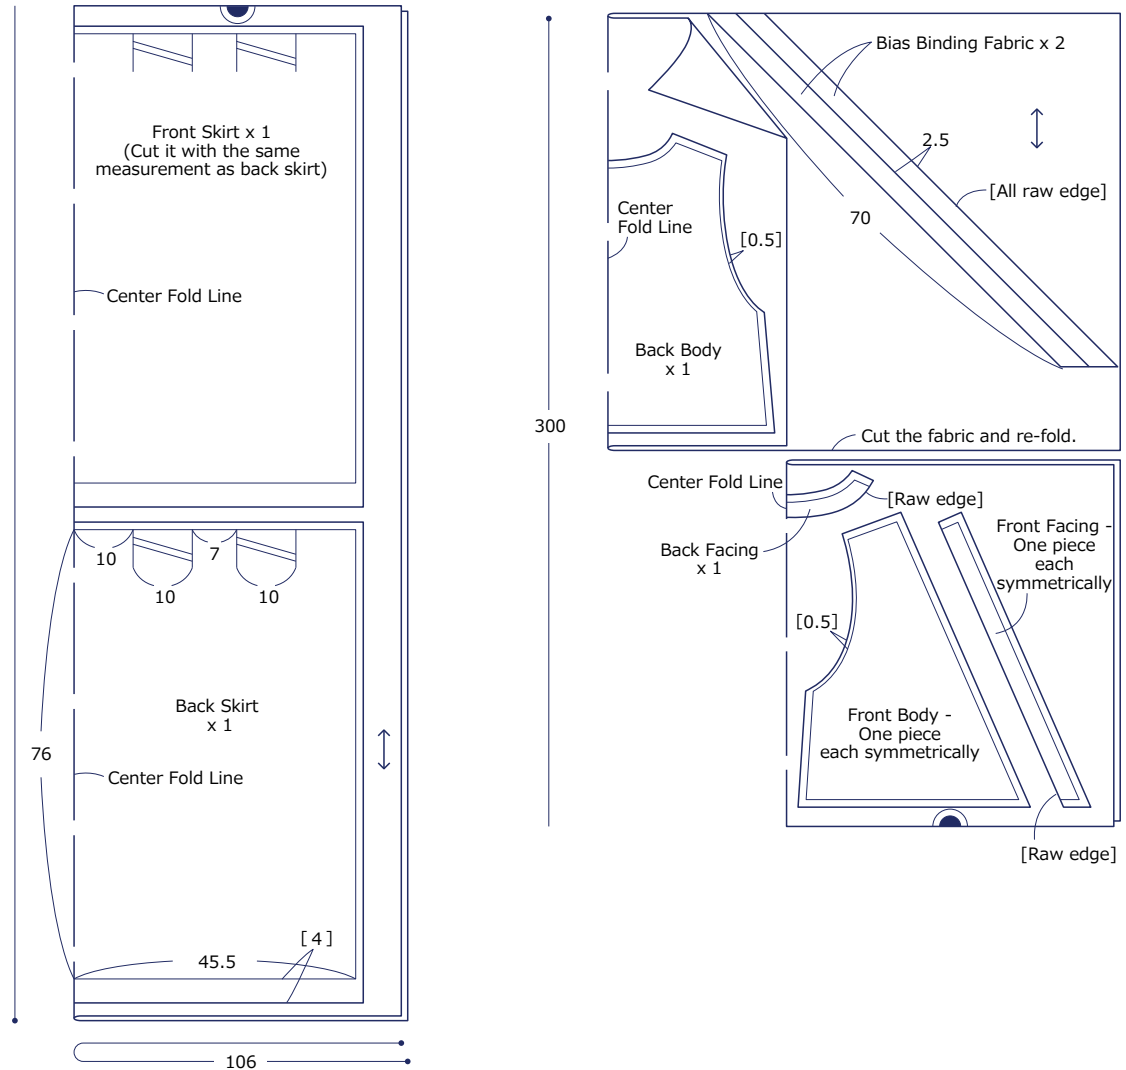 Front Skirt x 1
(Cut it with the same
measurement as back skirt)
Center Fold Line
10
7
10
10
Back Skirt
x 1
76
Center Fold Line
[4]
45.5
106
300
Bias Binding Fabric x 2
2.5
[All raw edge]
70
Center
Fold Line
[0.5]
Back Body
x 1
Cut the fabric and re-fold.
Center Fold Line
[Raw edge]
Back Facing
x 1
Front Facing -
One piece
each
symmetrically
[0.5]
Front Body -
One piece
each symmetrically
[Raw edge]